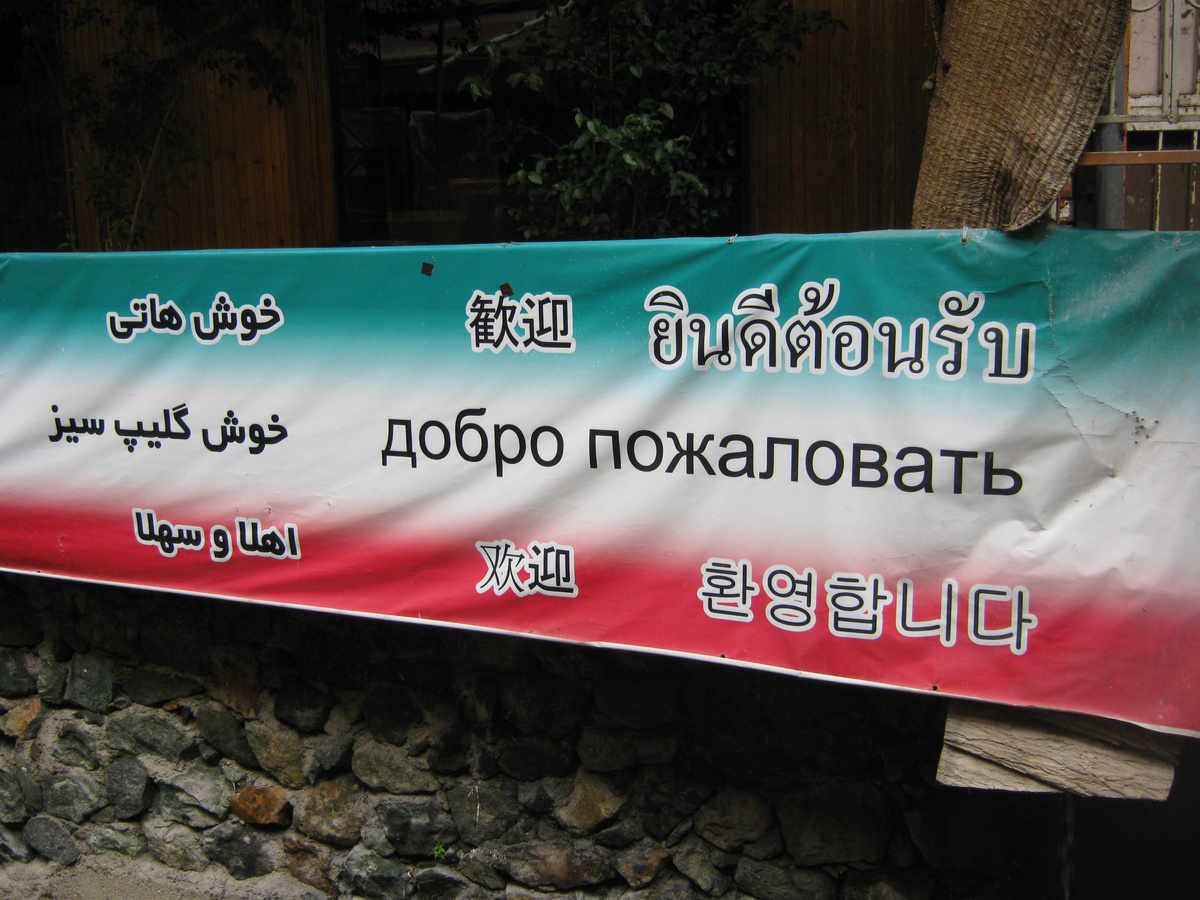 خوش هاتی
歡迎
ยินดีต้อนรับ
خوش گلیپ سیز
добро пожаловать
اهلا و سهلا
欢迎
환영합니다